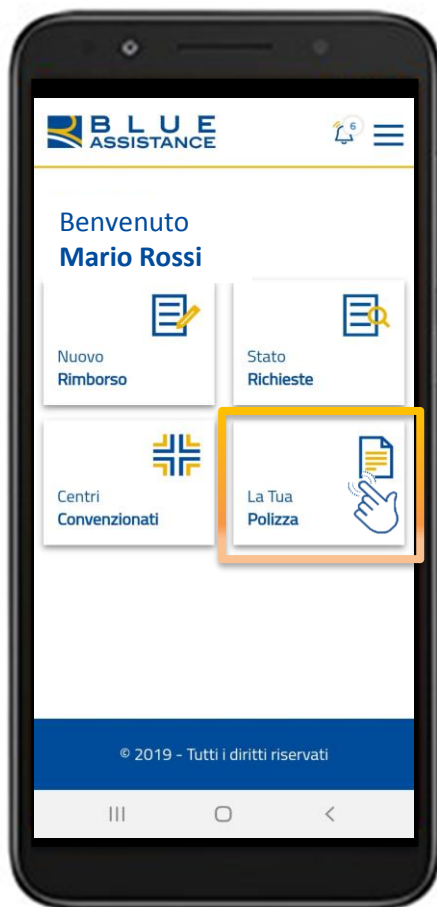 BLUE
ASSISTANCE
6
Benvenuto
Mario Rossi
Nuovo
Rimborso
Stato
Richieste
Centri
Convenzionati
La Tua
Polizza
© 2019 - Tutti i diritti riservati